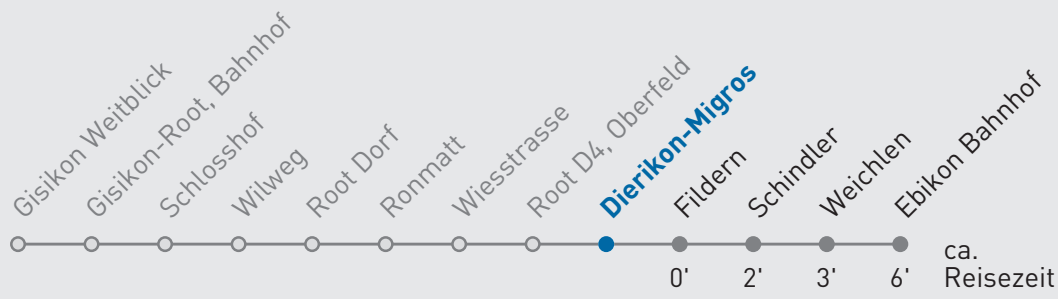 Gisikon Weitblick
Gisikon-Root, Bahnhof
Schlosshof
Wilweg
Root Dorf
Ronmatt
Wiesstrasse
Root D4, Oberfeld
Dierikon-Migros
Fildern
Schindler
Weichlen
Ebikon Bahnhof
0' 2' 3' 6' ca. Reisezeit